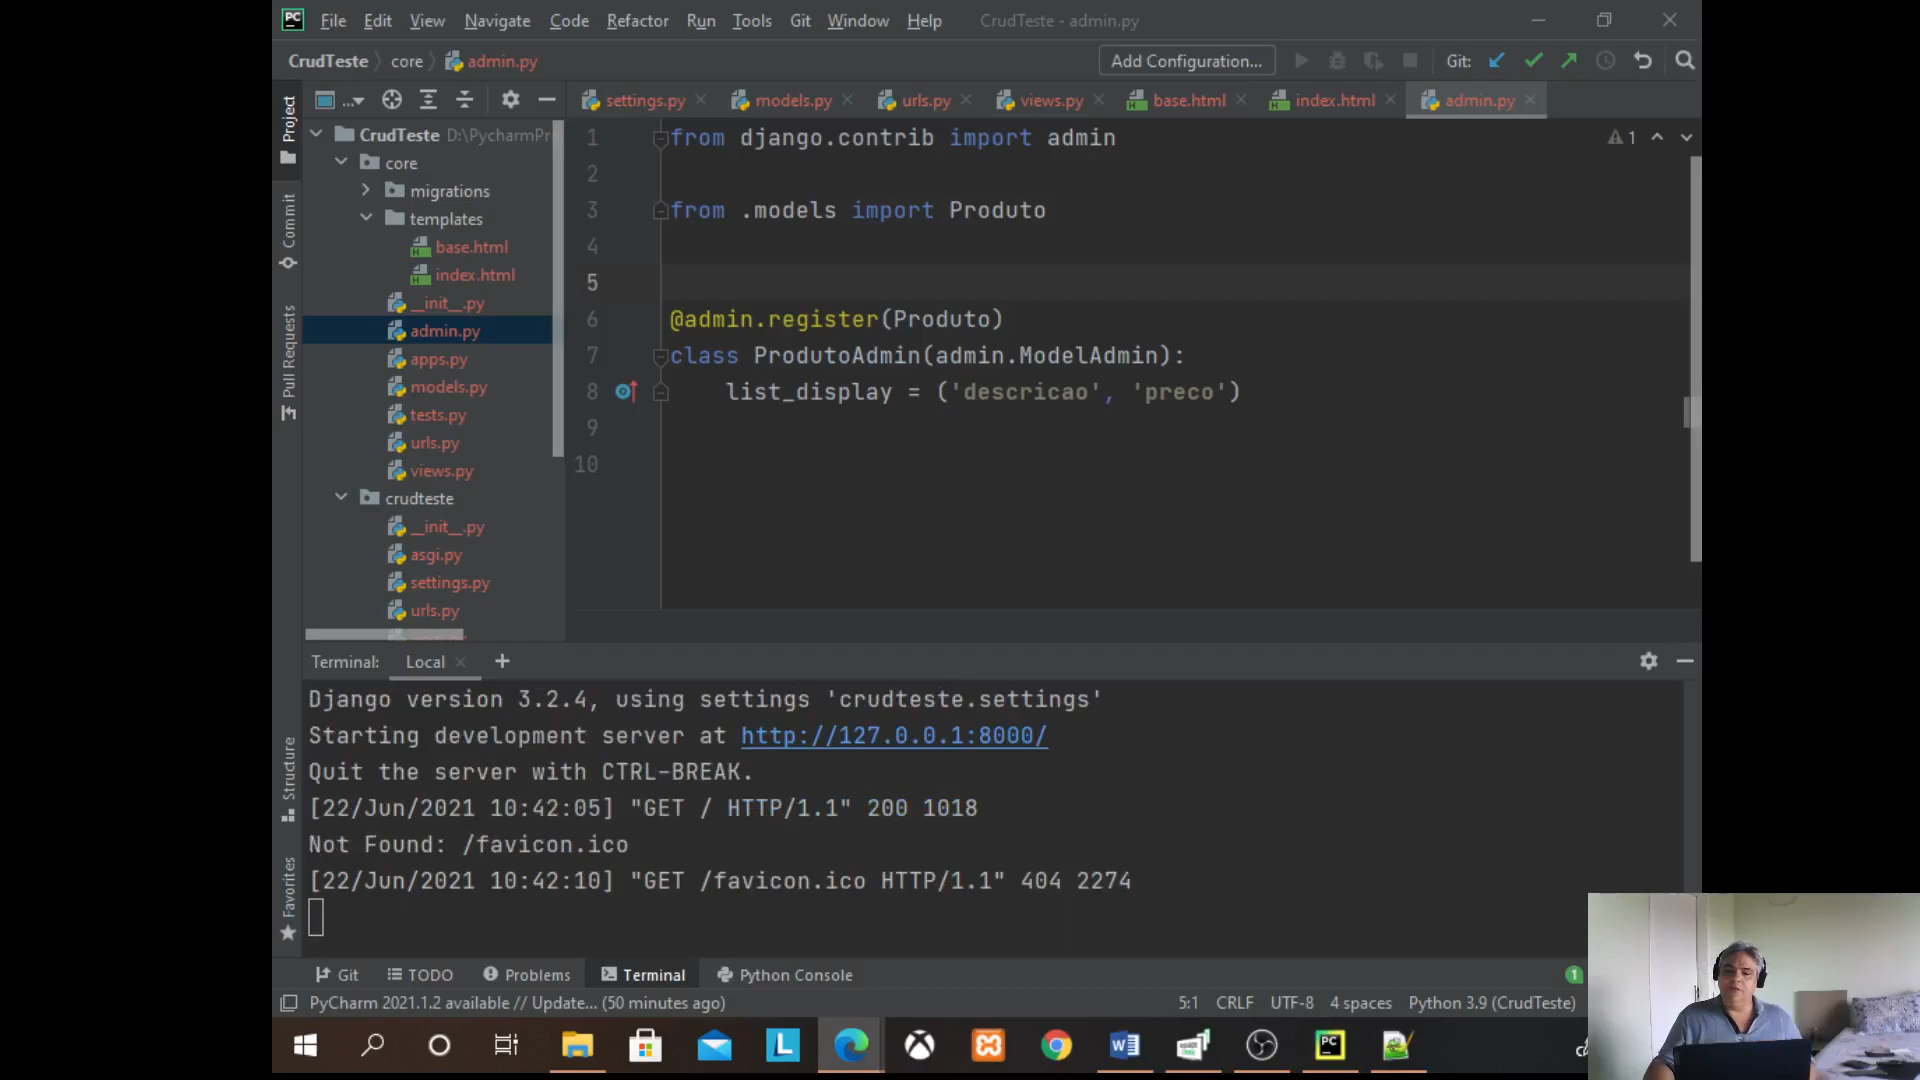 File Edit View Navigate Code Refactor Run Tools Git Window Help CrudTeste - admin.py
CrudTeste core admin.py Add Configuration... Git:
... settings.py models.py urls.py views.py base.html index.html admin.py
Project
Commit
Pull Requests
Structure
Favorites
CrudTeste D:\PycharmPr
core
migrations
templates
base.html
index.html
__init__.py
admin.py
apps.py
models.py
tests.py
urls.py
views.py
crudteste
__init__.py
asgi.py
settings.py
urls.py
1 from django.contrib import admin
2
3 from .models import Produto
4
5
6 @admin.register(Produto)
7 class ProdutoAdmin(admin.ModelAdmin):
8 list_display = ('descricao', 'preco')
9
10
1
Terminal: Local
Django version 3.2.4, using settings 'crudteste.settings'
Starting development server at http://127.0.0.1:8000/
Quit the server with CTRL-BREAK.
[22/Jun/2021 10:42:05] "GET / HTTP/1.1" 200 1018
Not Found: /favicon.ico
[22/Jun/2021 10:42:10] "GET /favicon.ico HTTP/1.1" 404 2274
Git TODO Problems Terminal Python Console 1
PyCharm 2021.1.2 available // Update... (50 minutes ago) 5:1 CRLF UTF-8 4 spaces Python 3.9 (CrudTeste)